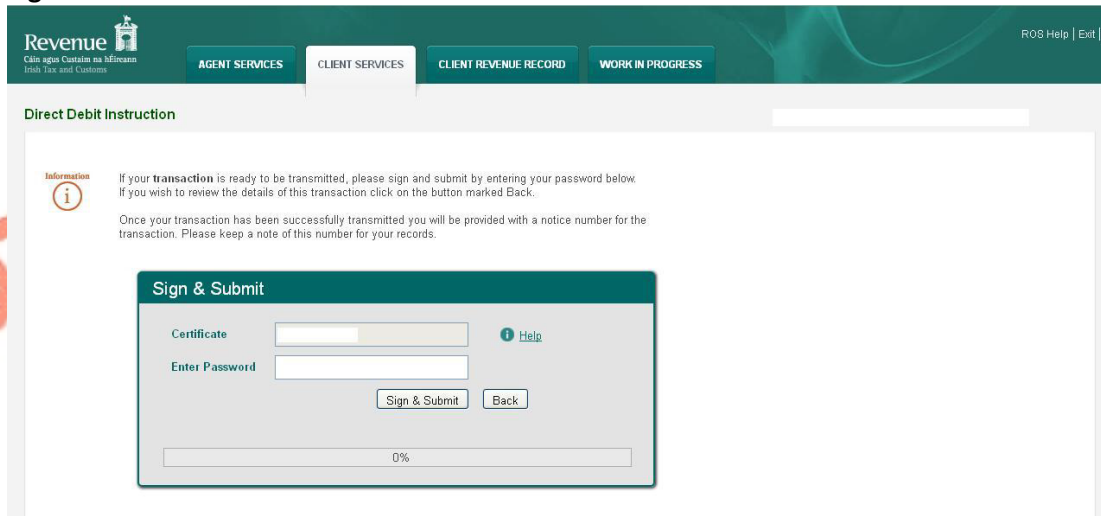 Revenue
Cáin agus Custaim na hÉireann
Irish Tax and Customs
AGENT SERVICES
CLIENT SERVICES
CLIENT REVENUE RECORD
WORK IN PROGRESS
ROS Help | Exit |
Direct Debit Instruction
Information
i
If your transaction is ready to be transmitted, please sign and submit by entering your password below.
If you wish to review the details of this transaction click on the button marked Back.
Once your transaction has been successfully transmitted you will be provided with a notice number for the
transaction. Please keep a note of this number for your records.
Sign & Submit
Certificate
i Help
Enter Password
Sign & Submit
Back
0%